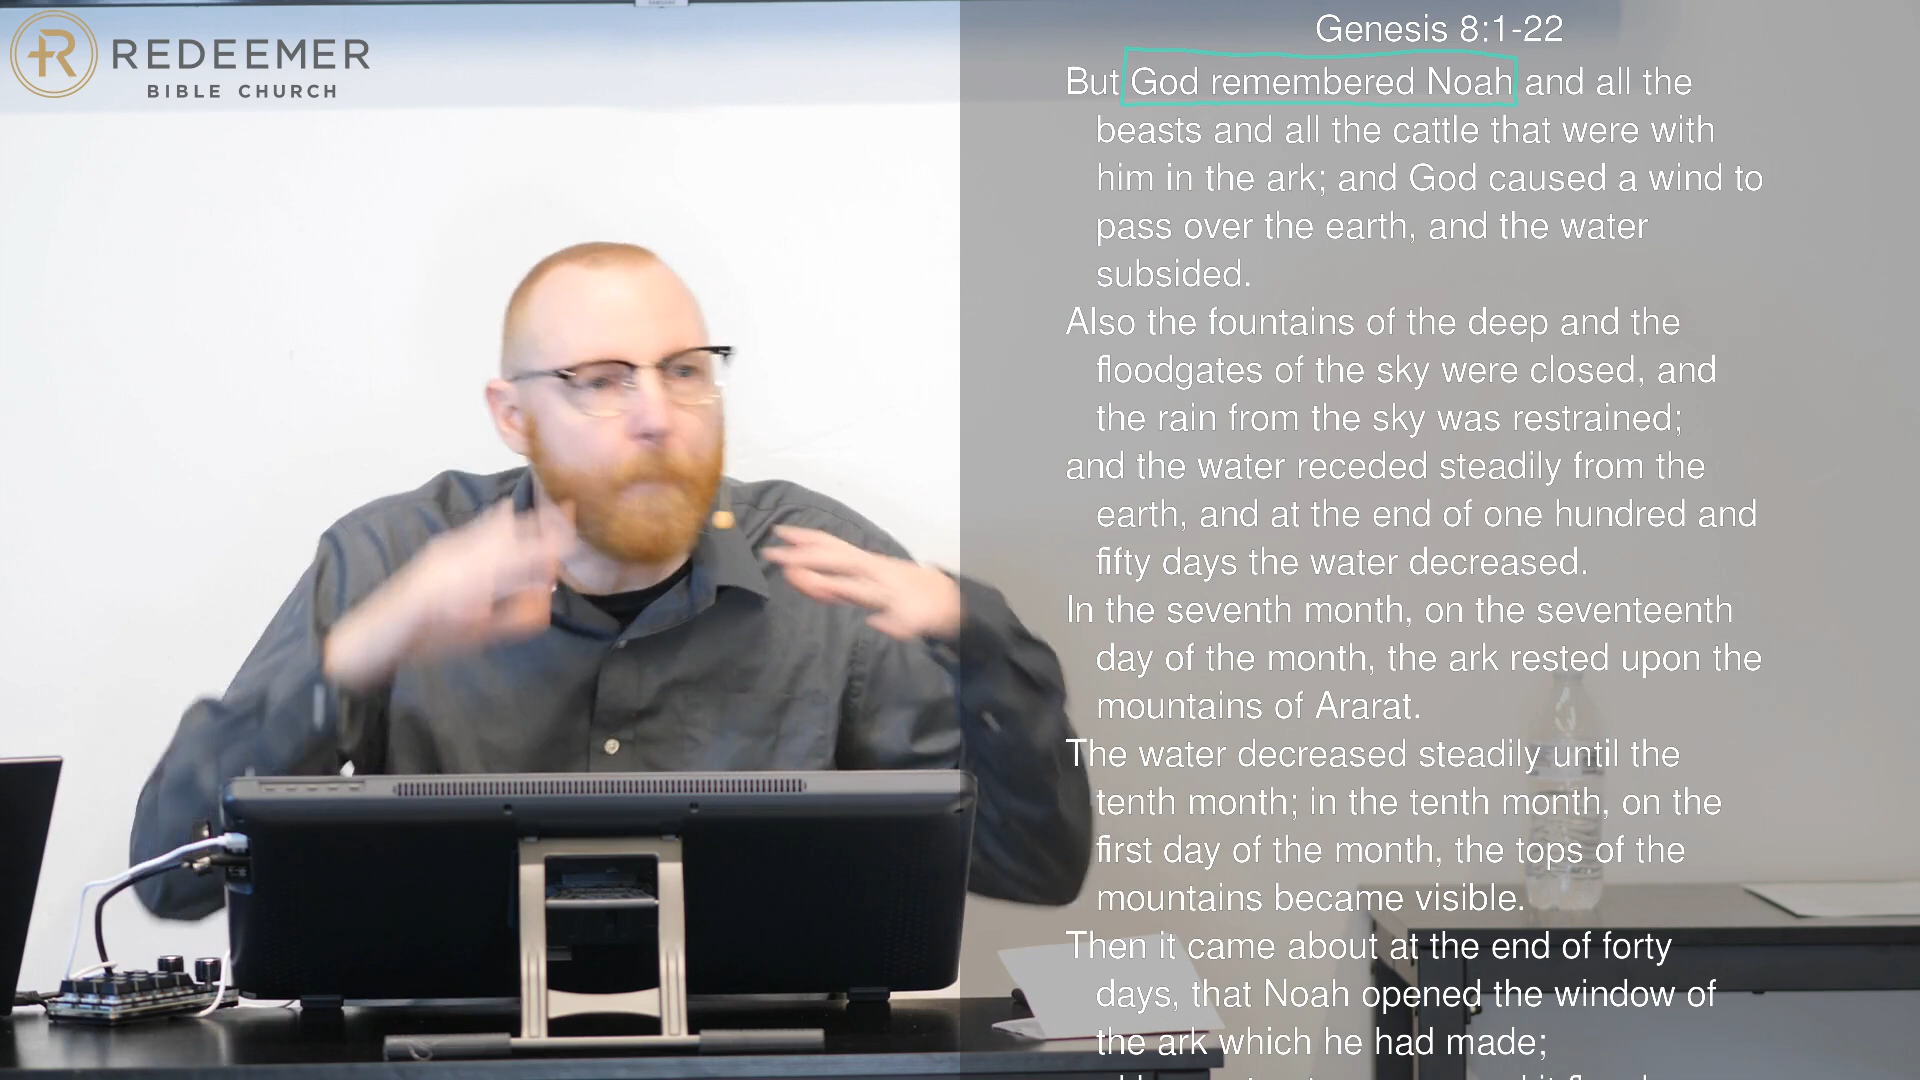 REDEEMER
BIBLE CHURCH
Genesis 8:1-22
But God remembered Noah and all the
beasts and all the cattle that were with
him in the ark; and God caused a wind to
pass over the earth, and the water
subsided.
Also the fountains of the deep and the
floodgates of the sky were closed, and
the rain from the sky was restrained;
and the water receded steadily from the
earth, and at the end of one hundred and
fifty days the water decreased.
In the seventh month, on the seventeenth
day of the month, the ark rested upon the
mountains of Ararat.
The water decreased steadily until the
tenth month; in the tenth month, on the
first day of the month, the tops of the
mountains became visible.
Then it came about at the end of forty
days, that Noah opened the window of
the ark which he had made;